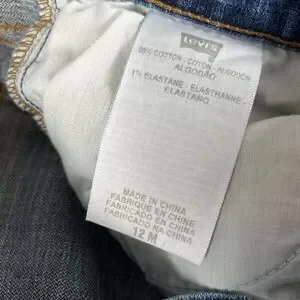 Levi's
99% COTTON - COTON - ALGODON
ALGODÃO
1% ELASTANE - ELASTHANNE -
ELASTANO
MADE IN CHINA
FABRIQUÉ EN CHINE
FABRICADO EN CHINA
FABRICADO NA CHINA
12 M